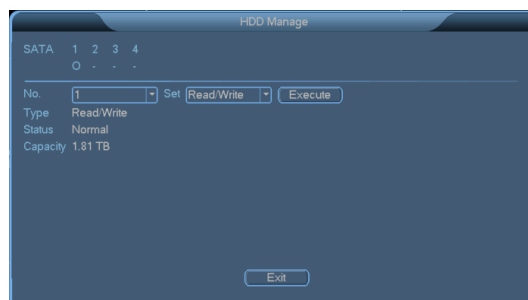 HDD Manage
SATA 1 2 3 4
O - - -
No. 1 Set Read/Write Execute
Type Read/Write
Status Normal
Capacity 1.81 TB
Exit